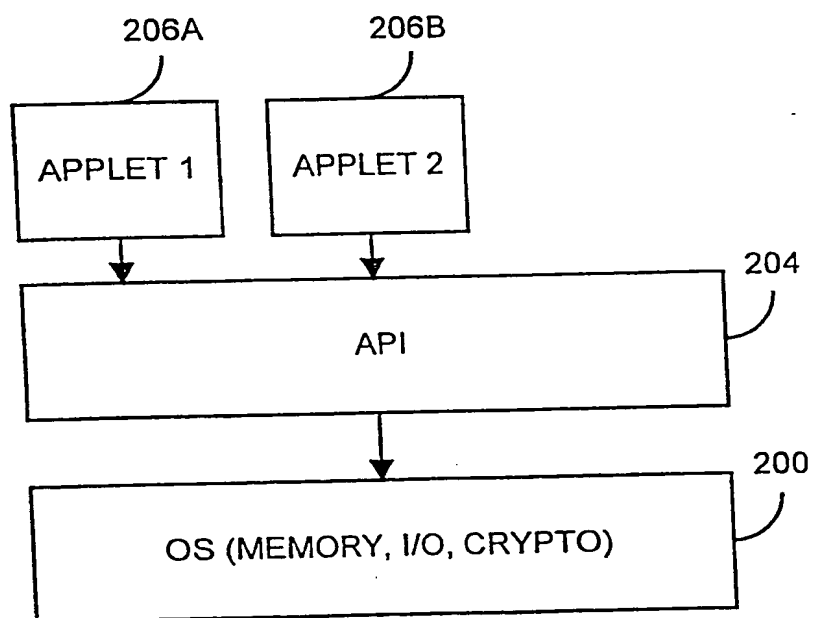 206A
206B
APPLET 1
APPLET 2
204
API
200
OS (MEMORY, I/O, CRYPTO)